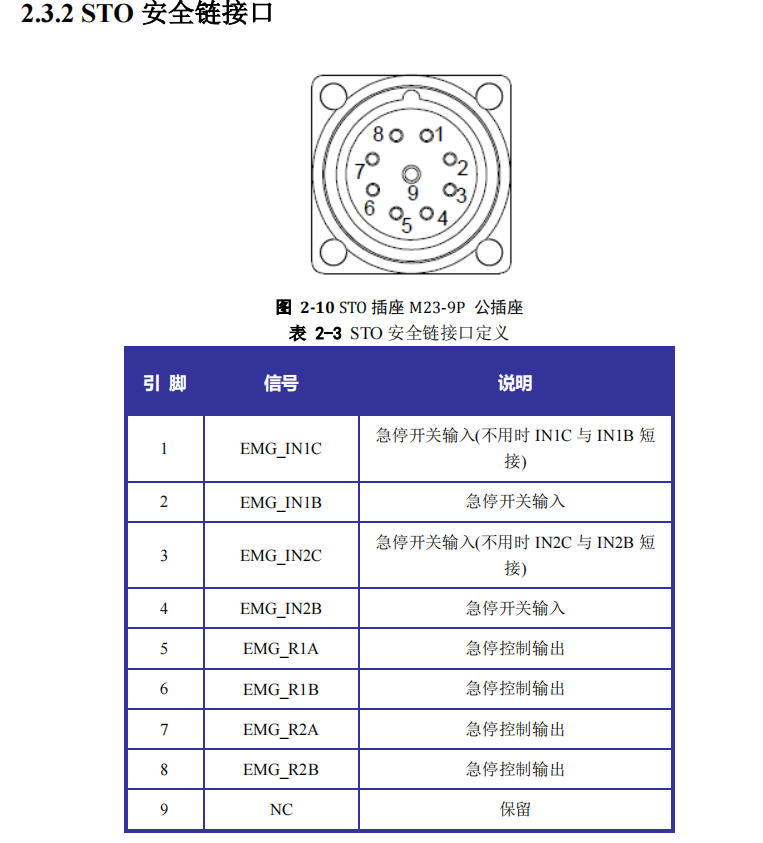 2.3.2 STO 安全链接口
8 1
7 2
9
6 3
5 4
图 2-10 STO 插座 M23-9P 公插座
表 2-3 STO 安全链接口定义
引 脚 信号 说明
1 EMG_IN1C 急停开关输入(不用时 IN1C 与 IN1B 短
接)
2 EMG_IN1B 急停开关输入
3 EMG_IN2C 急停开关输入(不用时 IN2C 与 IN2B 短
接)
4 EMG_IN2B 急停开关输入
5 EMG_R1A 急停控制输出
6 EMG_R1B 急停控制输出
7 EMG_R2A 急停控制输出
8 EMG_R2B 急停控制输出
9 NC 保留